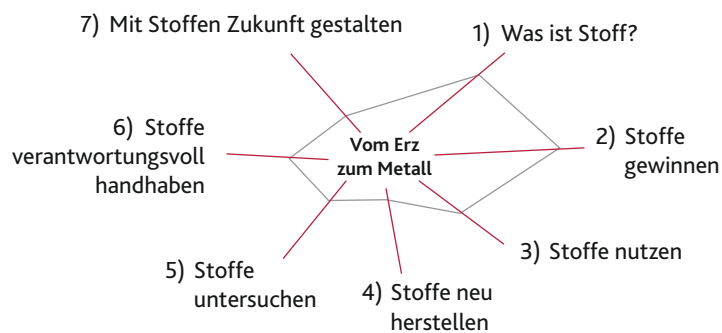 7) Mit Stoffen Zukunft gestalten
1) Was ist Stoff?
6) Stoffe
verantwortungsvoll
handhaben
Vom Erz
zum Metall
2) Stoffe
gewinnen
3) Stoffe nutzen
5) Stoffe
untersuchen
4) Stoffe neu
herstellen